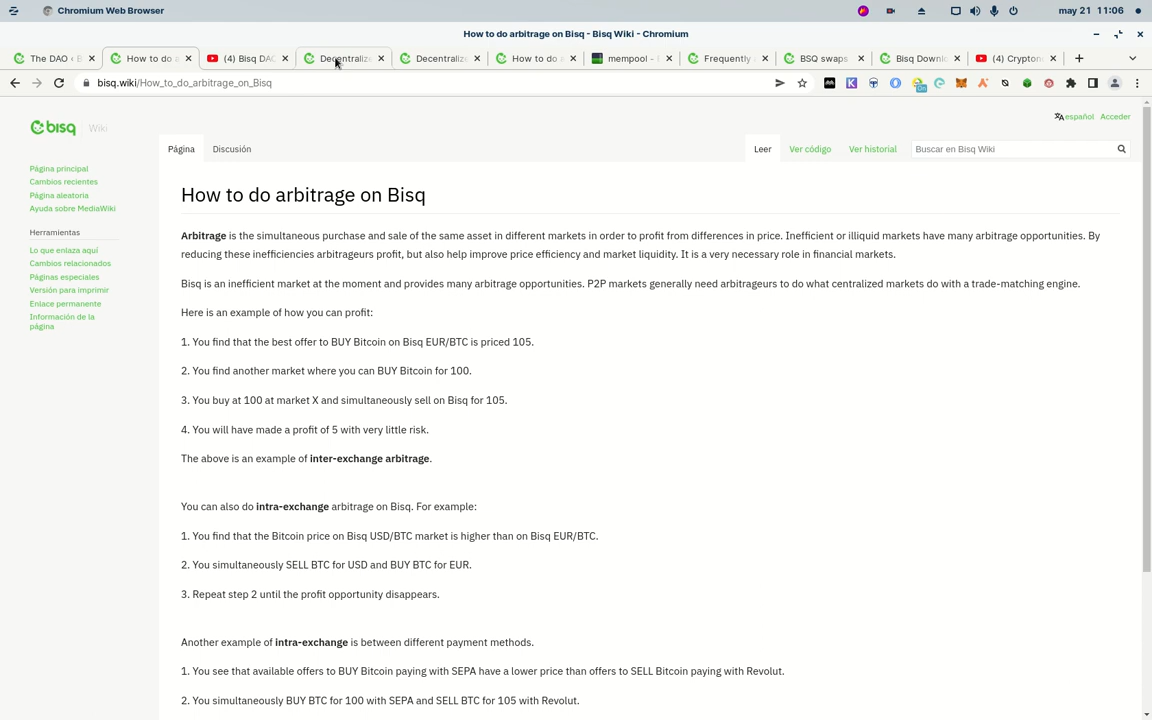 Chromium Web Browser
may 21 11:06
How to do arbitrage on Bisq - Bisq Wiki - Chromium
The DAO ‹ B
How to do a
(4) Bisq DAC
Decentralize
Decentralize
How to do a
mempool - B
Frequently
BSQ swaps
Bisq Downlo
(4) Crypton
bisq.wiki/How_to_do_arbitrage_on_Bisq
On
bisq Wiki
español Acceder
Página Discusión
Leer Ver código Ver historial
Buscar en Bisq Wiki
Página principal
Cambios recientes
Página aleatoria
Ayuda sobre MediaWiki
Herramientas
Lo que enlaza aquí
Cambios relacionados
Páginas especiales
Versión para imprimir
Enlace permanente
Información de la
página
How to do arbitrage on Bisq
Arbitrage is the simultaneous purchase and sale of the same asset in different markets in order to profit from differences in price. Inefficient or illiquid markets have many arbitrage opportunities. By
reducing these inefficiencies arbitrageurs profit, but also help improve price efficiency and market liquidity. It is a very necessary role in financial markets.
Bisq is an inefficient market at the moment and provides many arbitrage opportunities. P2P markets generally need arbitrageurs to do what centralized markets do with a trade-matching engine.
Here is an example of how you can profit:
1. You find that the best offer to BUY Bitcoin on Bisq EUR/BTC is priced 105.
2. You find another market where you can BUY Bitcoin for 100.
3. You buy at 100 at market X and simultaneously sell on Bisq for 105.
4. You will have made a profit of 5 with very little risk.
The above is an example of inter-exchange arbitrage.
You can also do intra-exchange arbitrage on Bisq. For example:
1. You find that the Bitcoin price on Bisq USD/BTC market is higher than on Bisq EUR/BTC.
2. You simultaneously SELL BTC for USD and BUY BTC for EUR.
3. Repeat step 2 until the profit opportunity disappears.
Another example of intra-exchange is between different payment methods.
1. You see that available offers to BUY Bitcoin paying with SEPA have a lower price than offers to SELL Bitcoin paying with Revolut.
2. You simultaneously BUY BTC for 100 with SEPA and SELL BTC for 105 with Revolut.